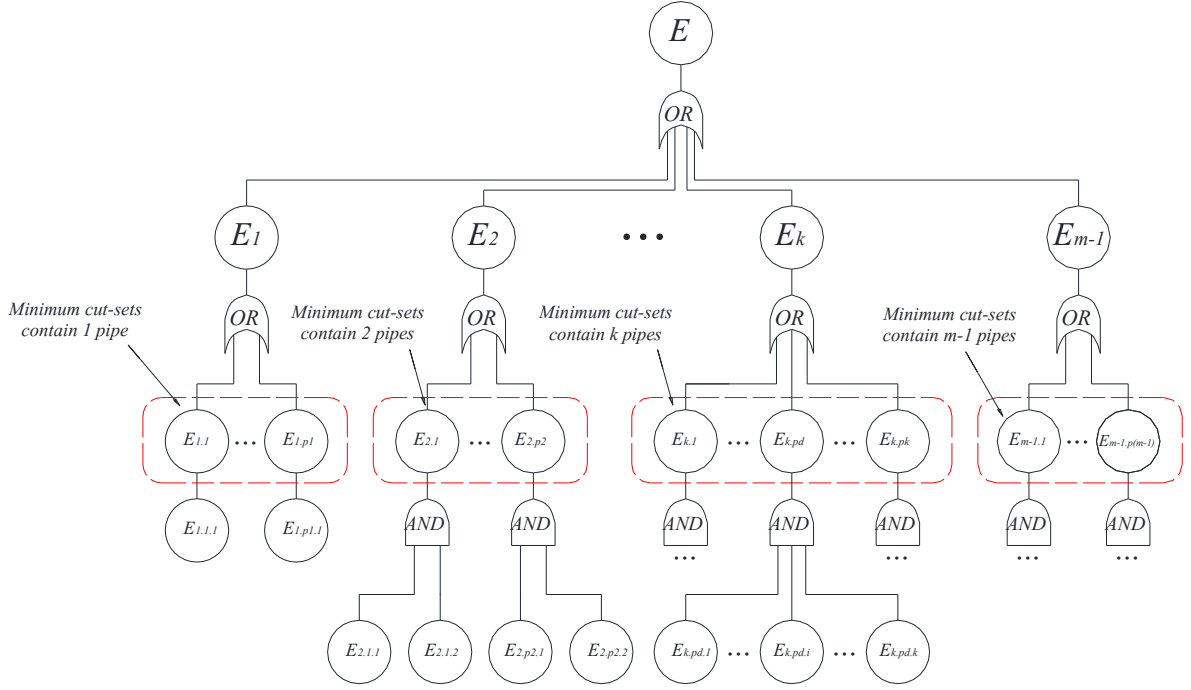 E
OR
E1 E2 ... Ek Em-1
Minimum cut-sets
contain 1 pipe
OR
Minimum cut-sets
contain 2 pipes
OR
Minimum cut-sets
contain k pipes
OR
Minimum cut-sets
contain m-1 pipes
OR
E1.1 ... E1.p1 E2.1 ... E2.p2 Ek.1 ... Ek.pd ... Ek.pk Em-1.1 ... Em-1.p(m-1)
E1.1.1 E1.p1.1 AND AND AND AND AND AND AND
... ... ... ...
E2.1.1 E2.1.2 E2.p2.1 E2.p2.2 Ek.pd.1 ... Ek.pd.i ... Ek.pd.k